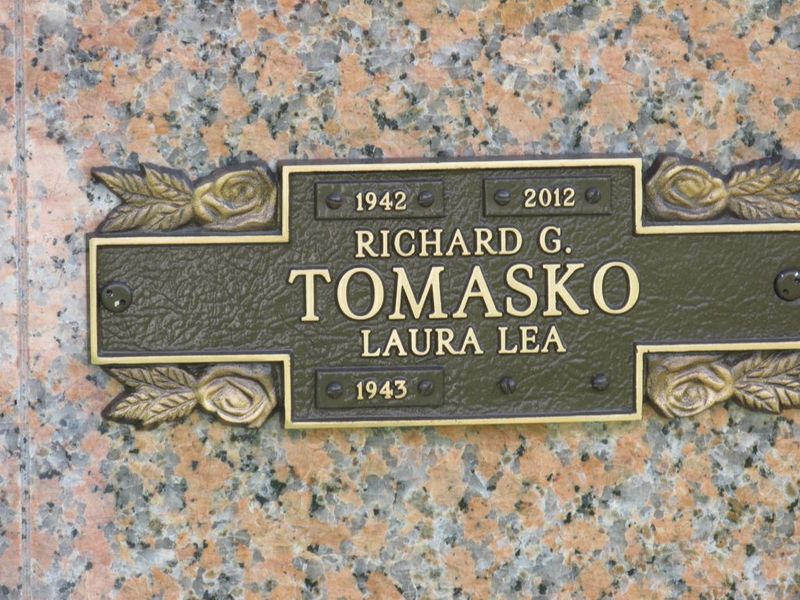 1942 2012
RICHARD G.
TOMASKO
LAURA LEA
1943